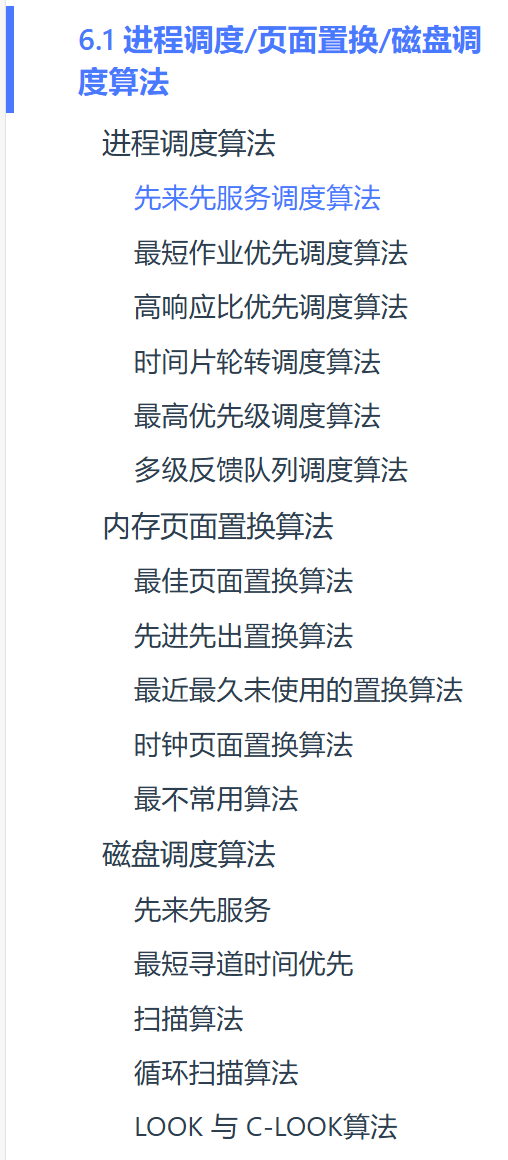 6.1 进程调度/页面置换/磁盘调
度算法
进程调度算法
先来先服务调度算法
最短作业优先调度算法
高响应比优先调度算法
时间片轮转调度算法
最高优先级调度算法
多级反馈队列调度算法
内存页面置换算法
最佳页面置换算法
先进先出置换算法
最近最久未使用的置换算法
时钟页面置换算法
最不常用算法
磁盘调度算法
先来先服务
最短寻道时间优先
扫描算法
循环扫描算法
LOOK 与 C-LOOK算法